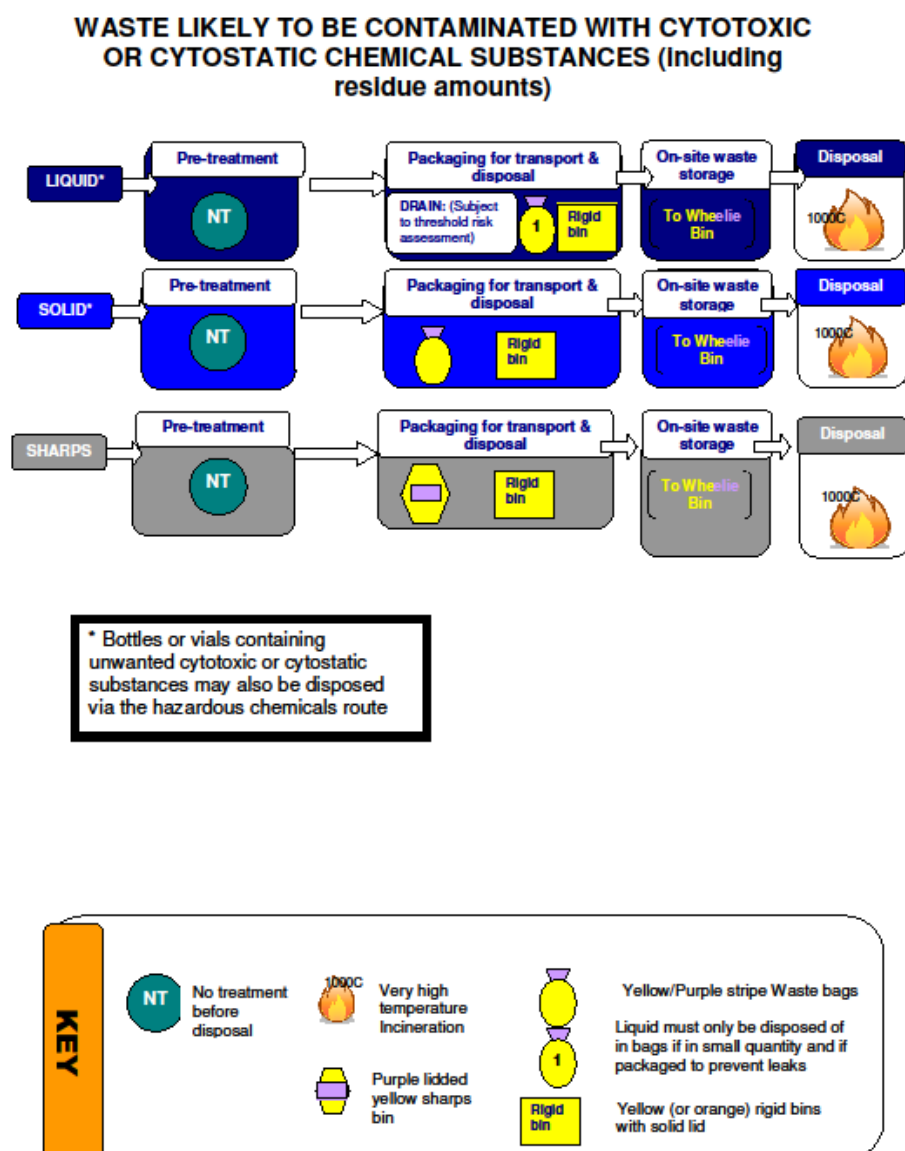 WASTE LIKELY TO BE CONTAMINATED WITH CYTOTOXIC
OR CYTOSTATIC CHEMICAL SUBSTANCES (including
residue amounts)
LIQUID*
Pre-treatment
NT
Packaging for transport &
disposal
DRAIN: (Subject
to threshold risk
assessment)
1
Rigid
bin
On-site waste
storage
To Wheelie
Bin
Disposal
1000C
SOLID*
Pre-treatment
NT
Packaging for transport &
disposal
Rigid
bin
On-site waste
storage
To Wheelie
Bin
Disposal
1000C
SHARPS
Pre-treatment
NT
Packaging for transport &
disposal
Rigid
bin
On-site waste
storage
To Wheelie
Bin
Disposal
1000C
* Bottles or vials containing
unwanted cytotoxic or cytostatic
substances may also be disposed
via the hazardous chemicals route
KEY
NT
No treatment
before
disposal
1000C
Very high
temperature
Incineration
Purple lidded
yellow sharps
bin
Yellow/Purple stripe Waste bags
1
Liquid must only be disposed of
in bags if in small quantity and if
packaged to prevent leaks
Rigid
bin
Yellow (or orange) rigid bins
with solid lid